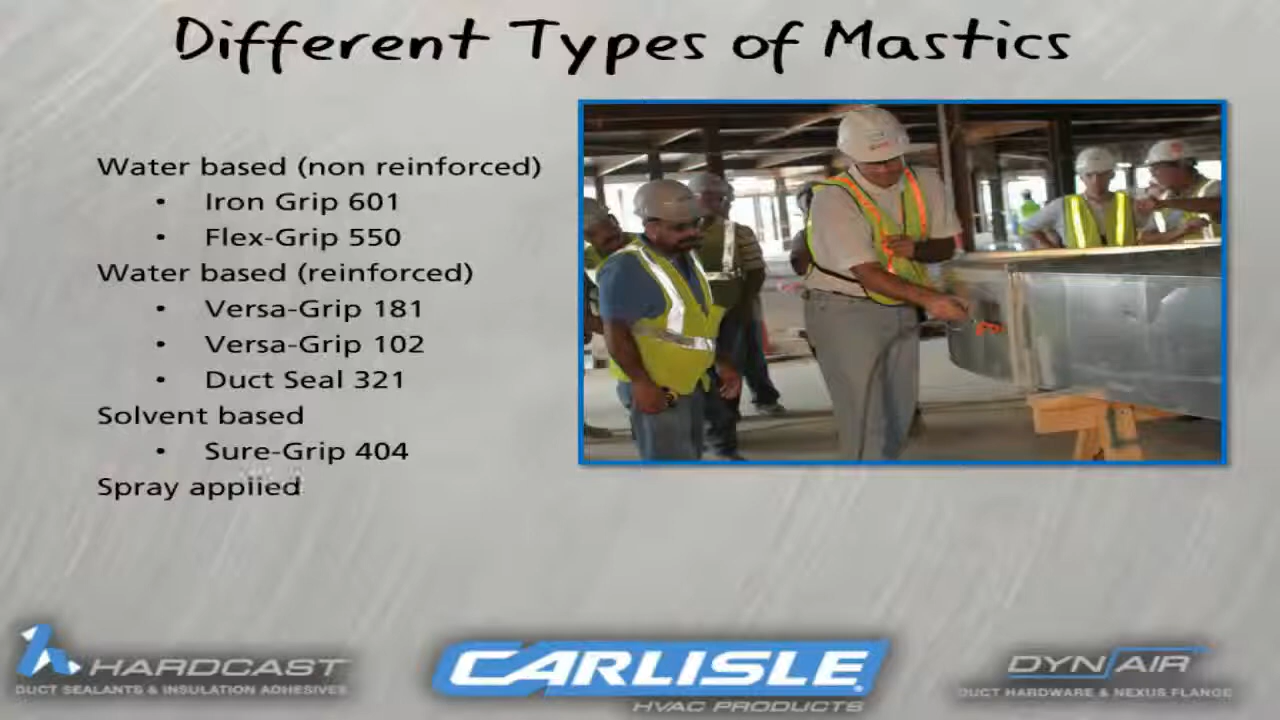 Different Types of Mastics
Water based (non reinforced)
• Iron Grip 601
• Flex-Grip 550
Water based (reinforced)
• Versa-Grip 181
• Versa-Grip 102
• Duct Seal 321
Solvent based
• Sure-Grip 404
Spray applied
HARDCAST
DUCT SEALANTS & INSULATION ADHESIVES
CARLISLE®
HVAC PRODUCTS
DYN/AIR
DUCT HARDWARE & NEXUS FLANGE